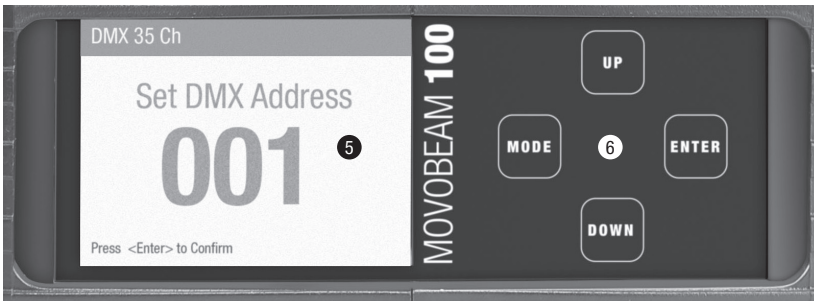 DMX 35 Ch
Set DMX Address
001
Press <Enter> to Confirm
5
MOVOBEAM 100
UP
MODE
6
ENTER
DOWN